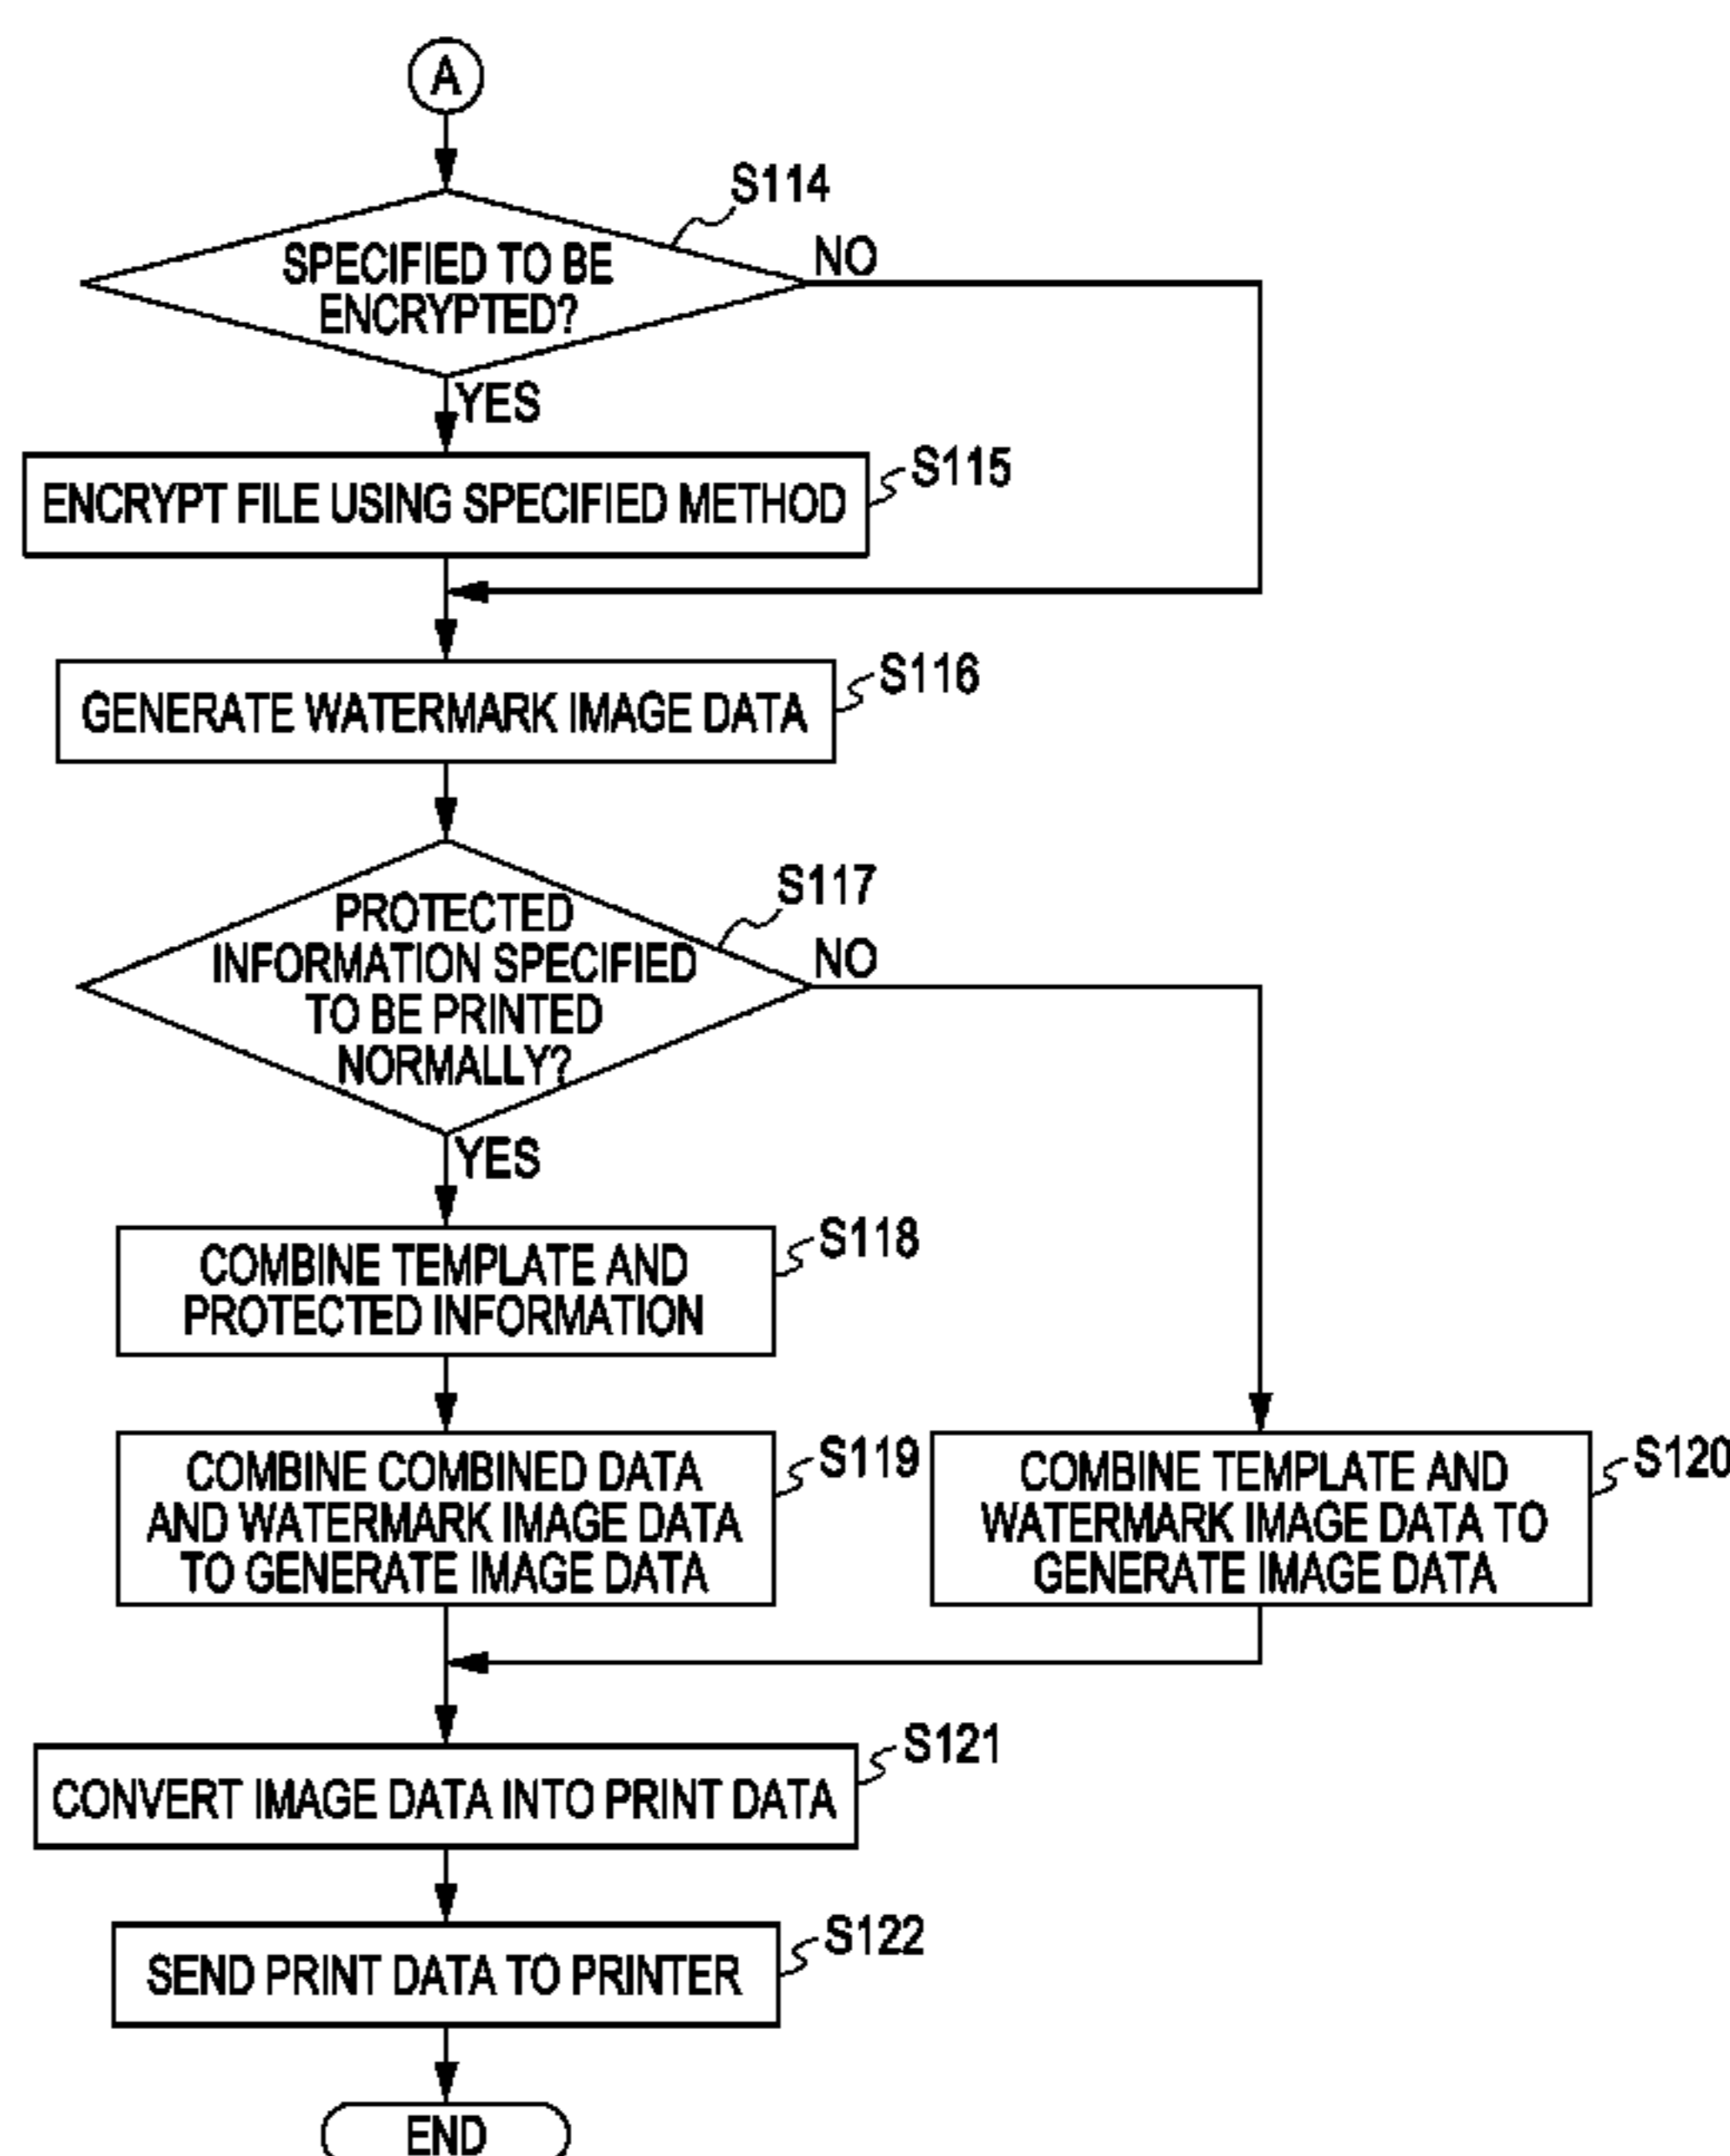 A
S114
SPECIFIED TO BE
ENCRYPTED?
NO
YES
S115
ENCRYPT FILE USING SPECIFIED METHOD
S116
GENERATE WATERMARK IMAGE DATA
S117
PROTECTED
INFORMATION SPECIFIED
TO BE PRINTED
NORMALLY?
NO
YES
S118
COMBINE TEMPLATE AND
PROTECTED INFORMATION
S119
COMBINE COMBINED DATA
AND WATERMARK IMAGE DATA
TO GENERATE IMAGE DATA
S120
COMBINE TEMPLATE AND
WATERMARK IMAGE DATA TO
GENERATE IMAGE DATA
S121
CONVERT IMAGE DATA INTO PRINT DATA
S122
SEND PRINT DATA TO PRINTER
END